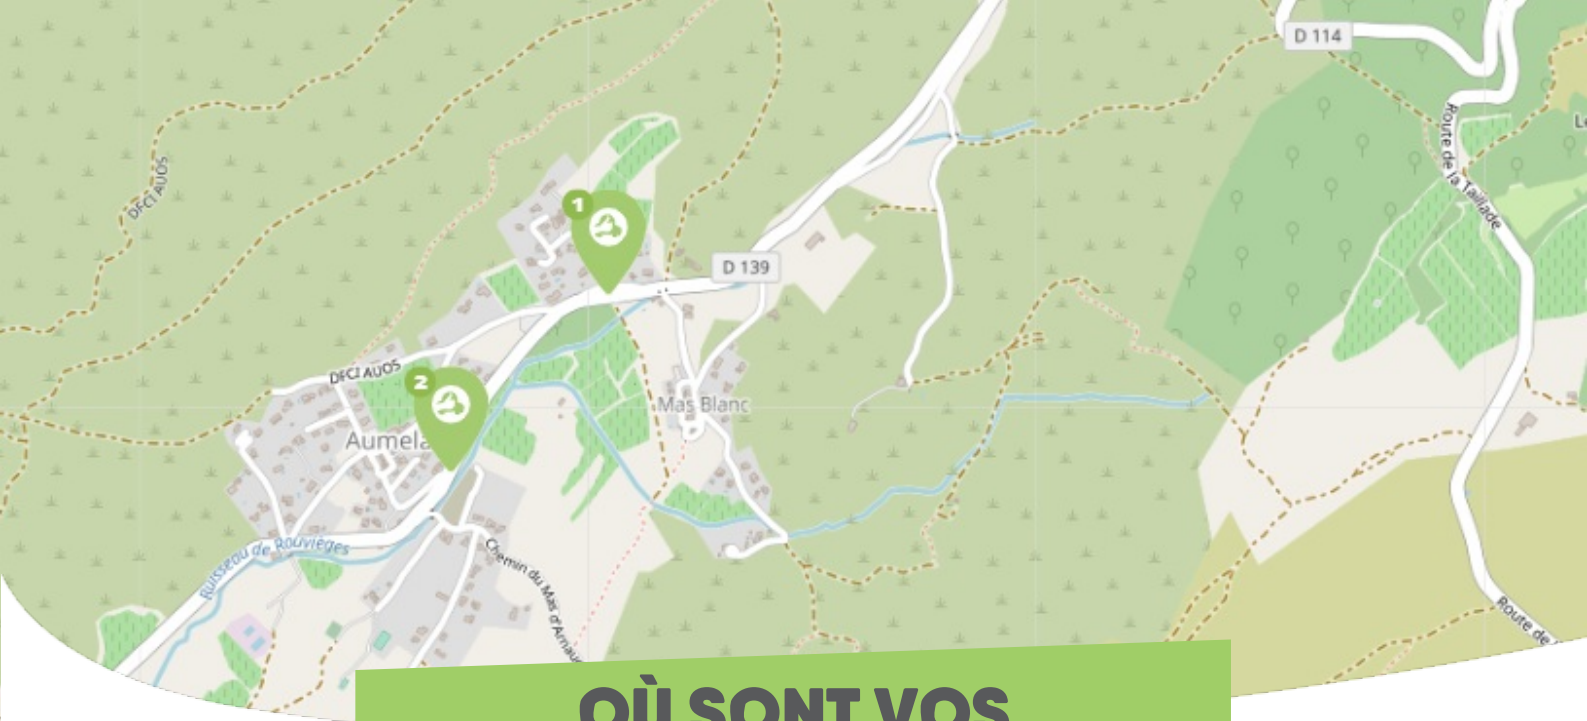 D 114
Route de la Taillade
DFCI AUOS
1
D 139
DFCI AUOS
2
Mas Blanc
Aumela
Ruisseau de Rouvièges
Chemin du Mas d'Arnau
Route de
OÙ SONT VOS